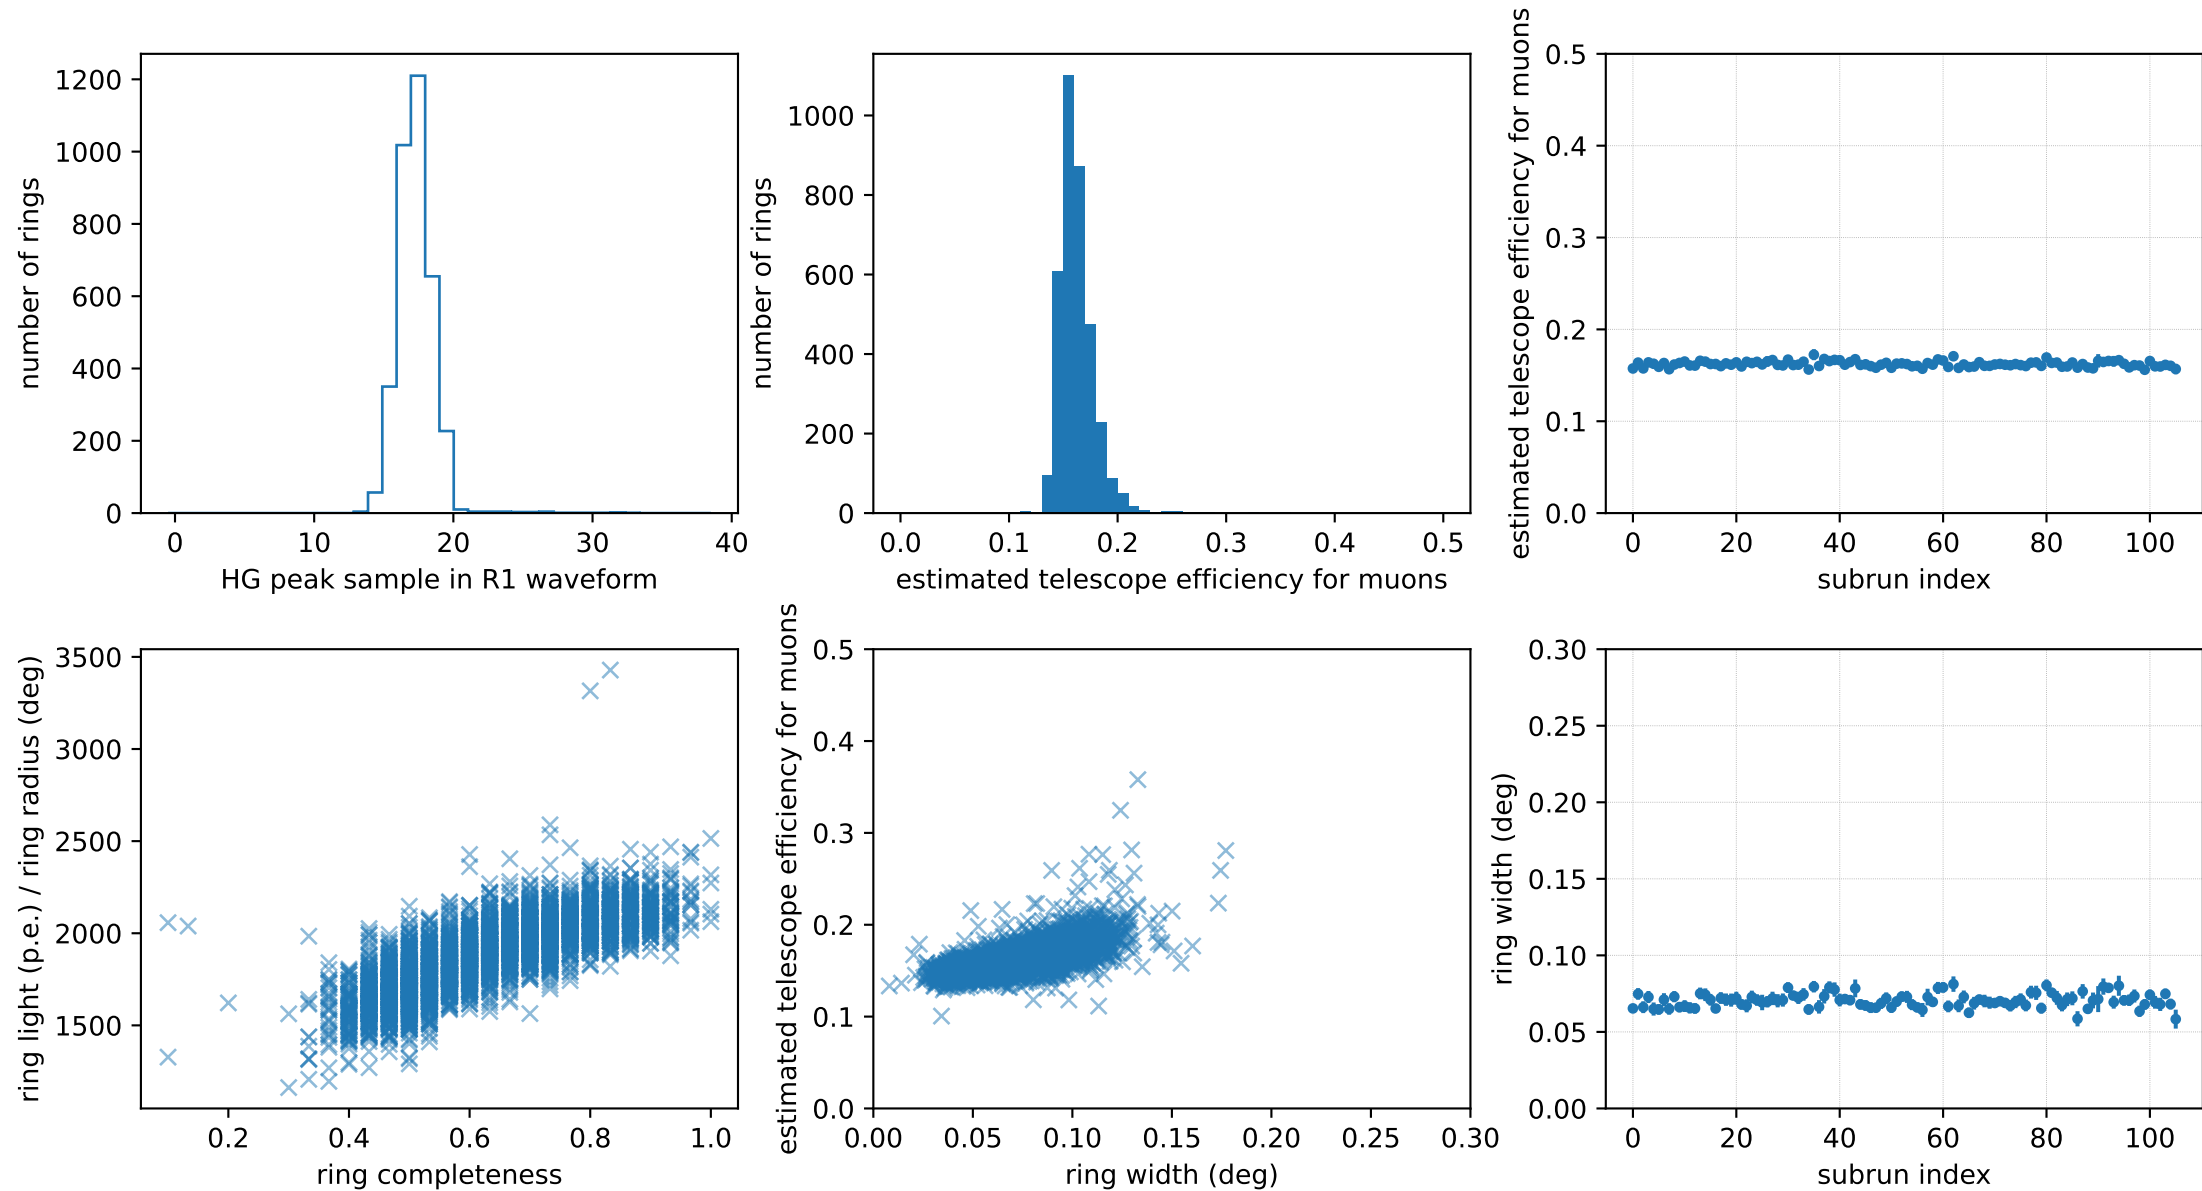 number of rings
1200
1000
800
600
400
200
0
0 10 20 30 40
HG peak sample in R1 waveform
number of rings
1000
800
600
400
200
0
0.0 0.1 0.2 0.3 0.4 0.5
estimated telescope efficiency for muons
estimated telescope efficiency for muons
0.5
0.4
0.3
0.2
0.1
0.0
0 20 40 60 80 100
subrun index
ring light (p.e.) / ring radius (deg)
3500
3000
2500
2000
1500
0.2 0.4 0.6 0.8 1.0
ring completeness
estimated telescope efficiency for muons
0.5
0.4
0.3
0.2
0.1
0.0
0.00 0.05 0.10 0.15 0.20 0.25 0.30
ring width (deg)
ring width (deg)
0.30
0.25
0.20
0.15
0.10
0.05
0.00
0 20 40 60 80 100
subrun index